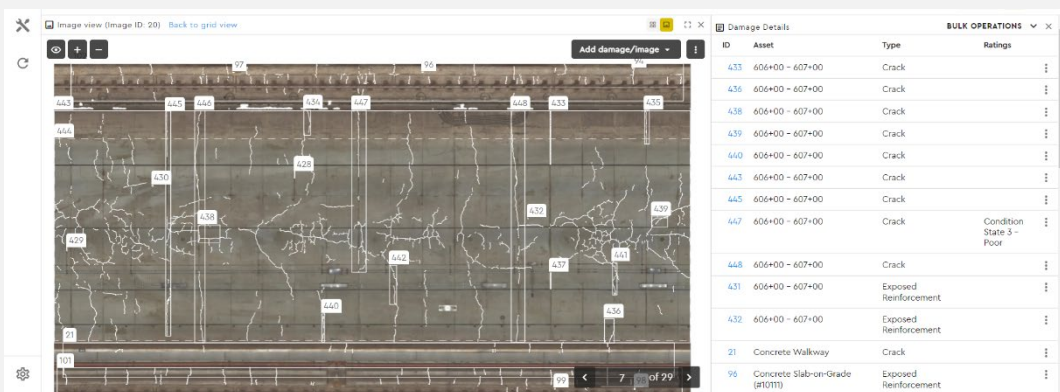 Image view (Image ID: 20) Back to grid view
Add damage/image
97
96
94
443
445
446
434
447
448
433
435
444
428
430
438
432
439
429
442
441
437
440
436
21
101
99
7 of 29
98
Damage Details
BULK OPERATIONS
ID Asset Type Ratings
433 606+00 – 607+00 Crack
436 606+00 – 607+00 Crack
438 606+00 – 607+00 Crack
439 606+00 – 607+00 Crack
440 606+00 – 607+00 Crack
443 606+00 – 607+00 Crack
445 606+00 – 607+00 Crack
447 606+00 – 607+00 Crack Condition
State 3 –
Poor
448 606+00 – 607+00 Crack
431 606+00 – 607+00 Exposed
Reinforcement
432 606+00 – 607+00 Exposed
Reinforcement
21 Concrete Walkway Crack
96 Concrete Slab-on-Grade Exposed
(#10111) Reinforcement